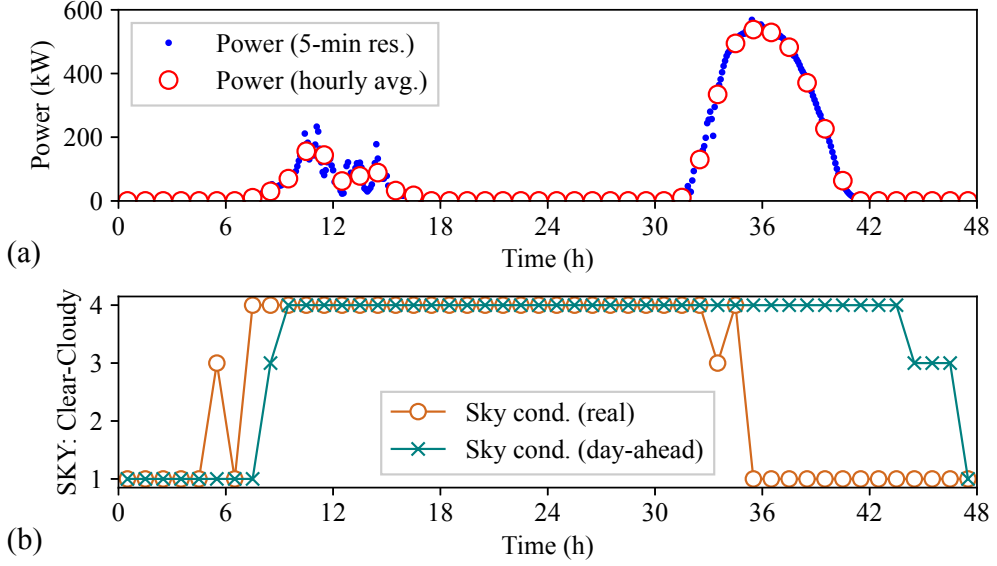 600
400
200
0
Power (kW)
Power (5-min res.)
Power (hourly avg.)
0 6 12 18 24 30 36 42 48
Time (h)
(a)
4
3
2
1
SKY: Clear-Cloudy
Sky cond. (real)
Sky cond. (day-ahead)
0 6 12 18 24 30 36 42 48
Time (h)
(b)